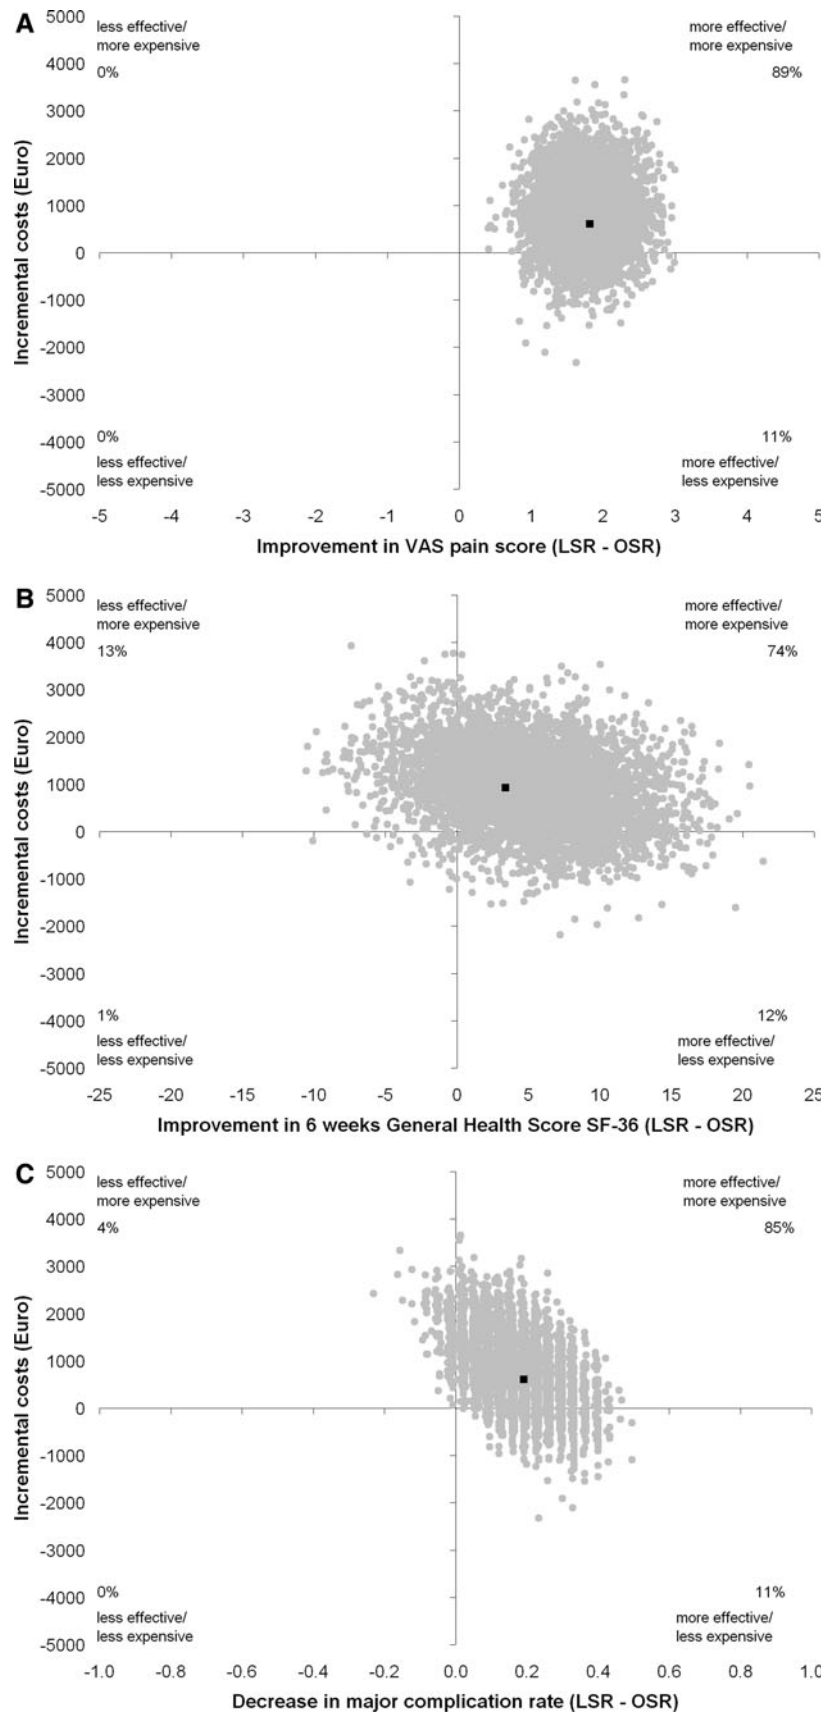 A
less effective/
more expensive
0%
more effective/
more expensive
89%
5000
4000
3000
2000
1000
0
-1000
-2000
-3000
-4000
-5000
Incremental costs (Euro)
0%
less effective/
less expensive
11%
more effective/
less expensive
-5 -4 -3 -2 -1 0 1 2 3 4 5
Improvement in VAS pain score (LSR - OSR)
B
less effective/
more expensive
13%
more effective/
more expensive
74%
5000
4000
3000
2000
1000
0
-1000
-2000
-3000
-4000
-5000
Incremental costs (Euro)
1%
less effective/
less expensive
12%
more effective/
less expensive
-25 -20 -15 -10 -5 0 5 10 15 20 25
Improvement in 6 weeks General Health Score SF-36 (LSR - OSR)
C
less effective/
more expensive
4%
more effective/
more expensive
85%
5000
4000
3000
2000
1000
0
-1000
-2000
-3000
-4000
-5000
Incremental costs (Euro)
0%
less effective/
less expensive
11%
more effective/
less expensive
-1.0 -0.8 -0.6 -0.4 -0.2 0.0 0.2 0.4 0.6 0.8 1.0
Decrease in major complication rate (LSR - OSR)